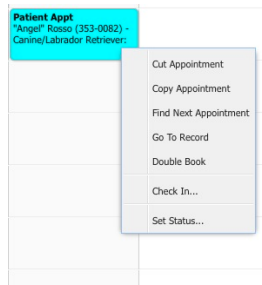 Patient Appt
"Angel" Rosso (353-0082) -
Canine/Labrador Retriever:
Cut Appointment
Copy Appointment
Find Next Appointment
Go To Record
Double Book
Check In...
Set Status...